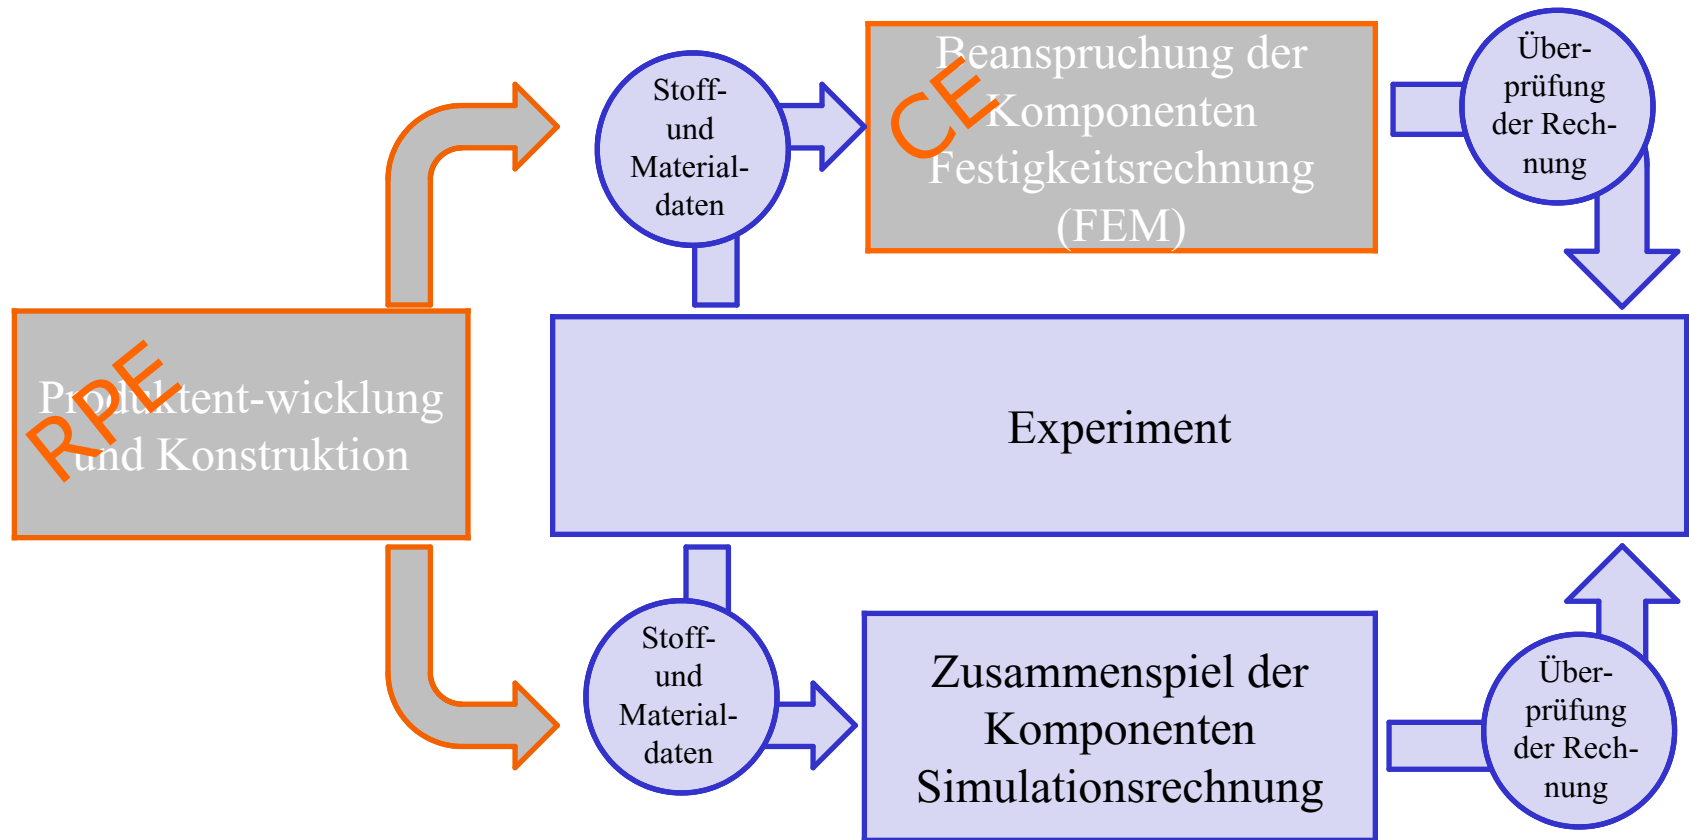 Stoff-
und
Material-
daten
Beanspruchung der
Komponenten
Festigkeitsrechnung
(FEM)
CE
Über-
prüfung
der Rech-
nung
Produktent-wicklung
und Konstruktion
RPE
Experiment
Stoff-
und
Material-
daten
Zusammenspiel der
Komponenten
Simulationsrechnung
Über-
prüfung
der Rech-
nung